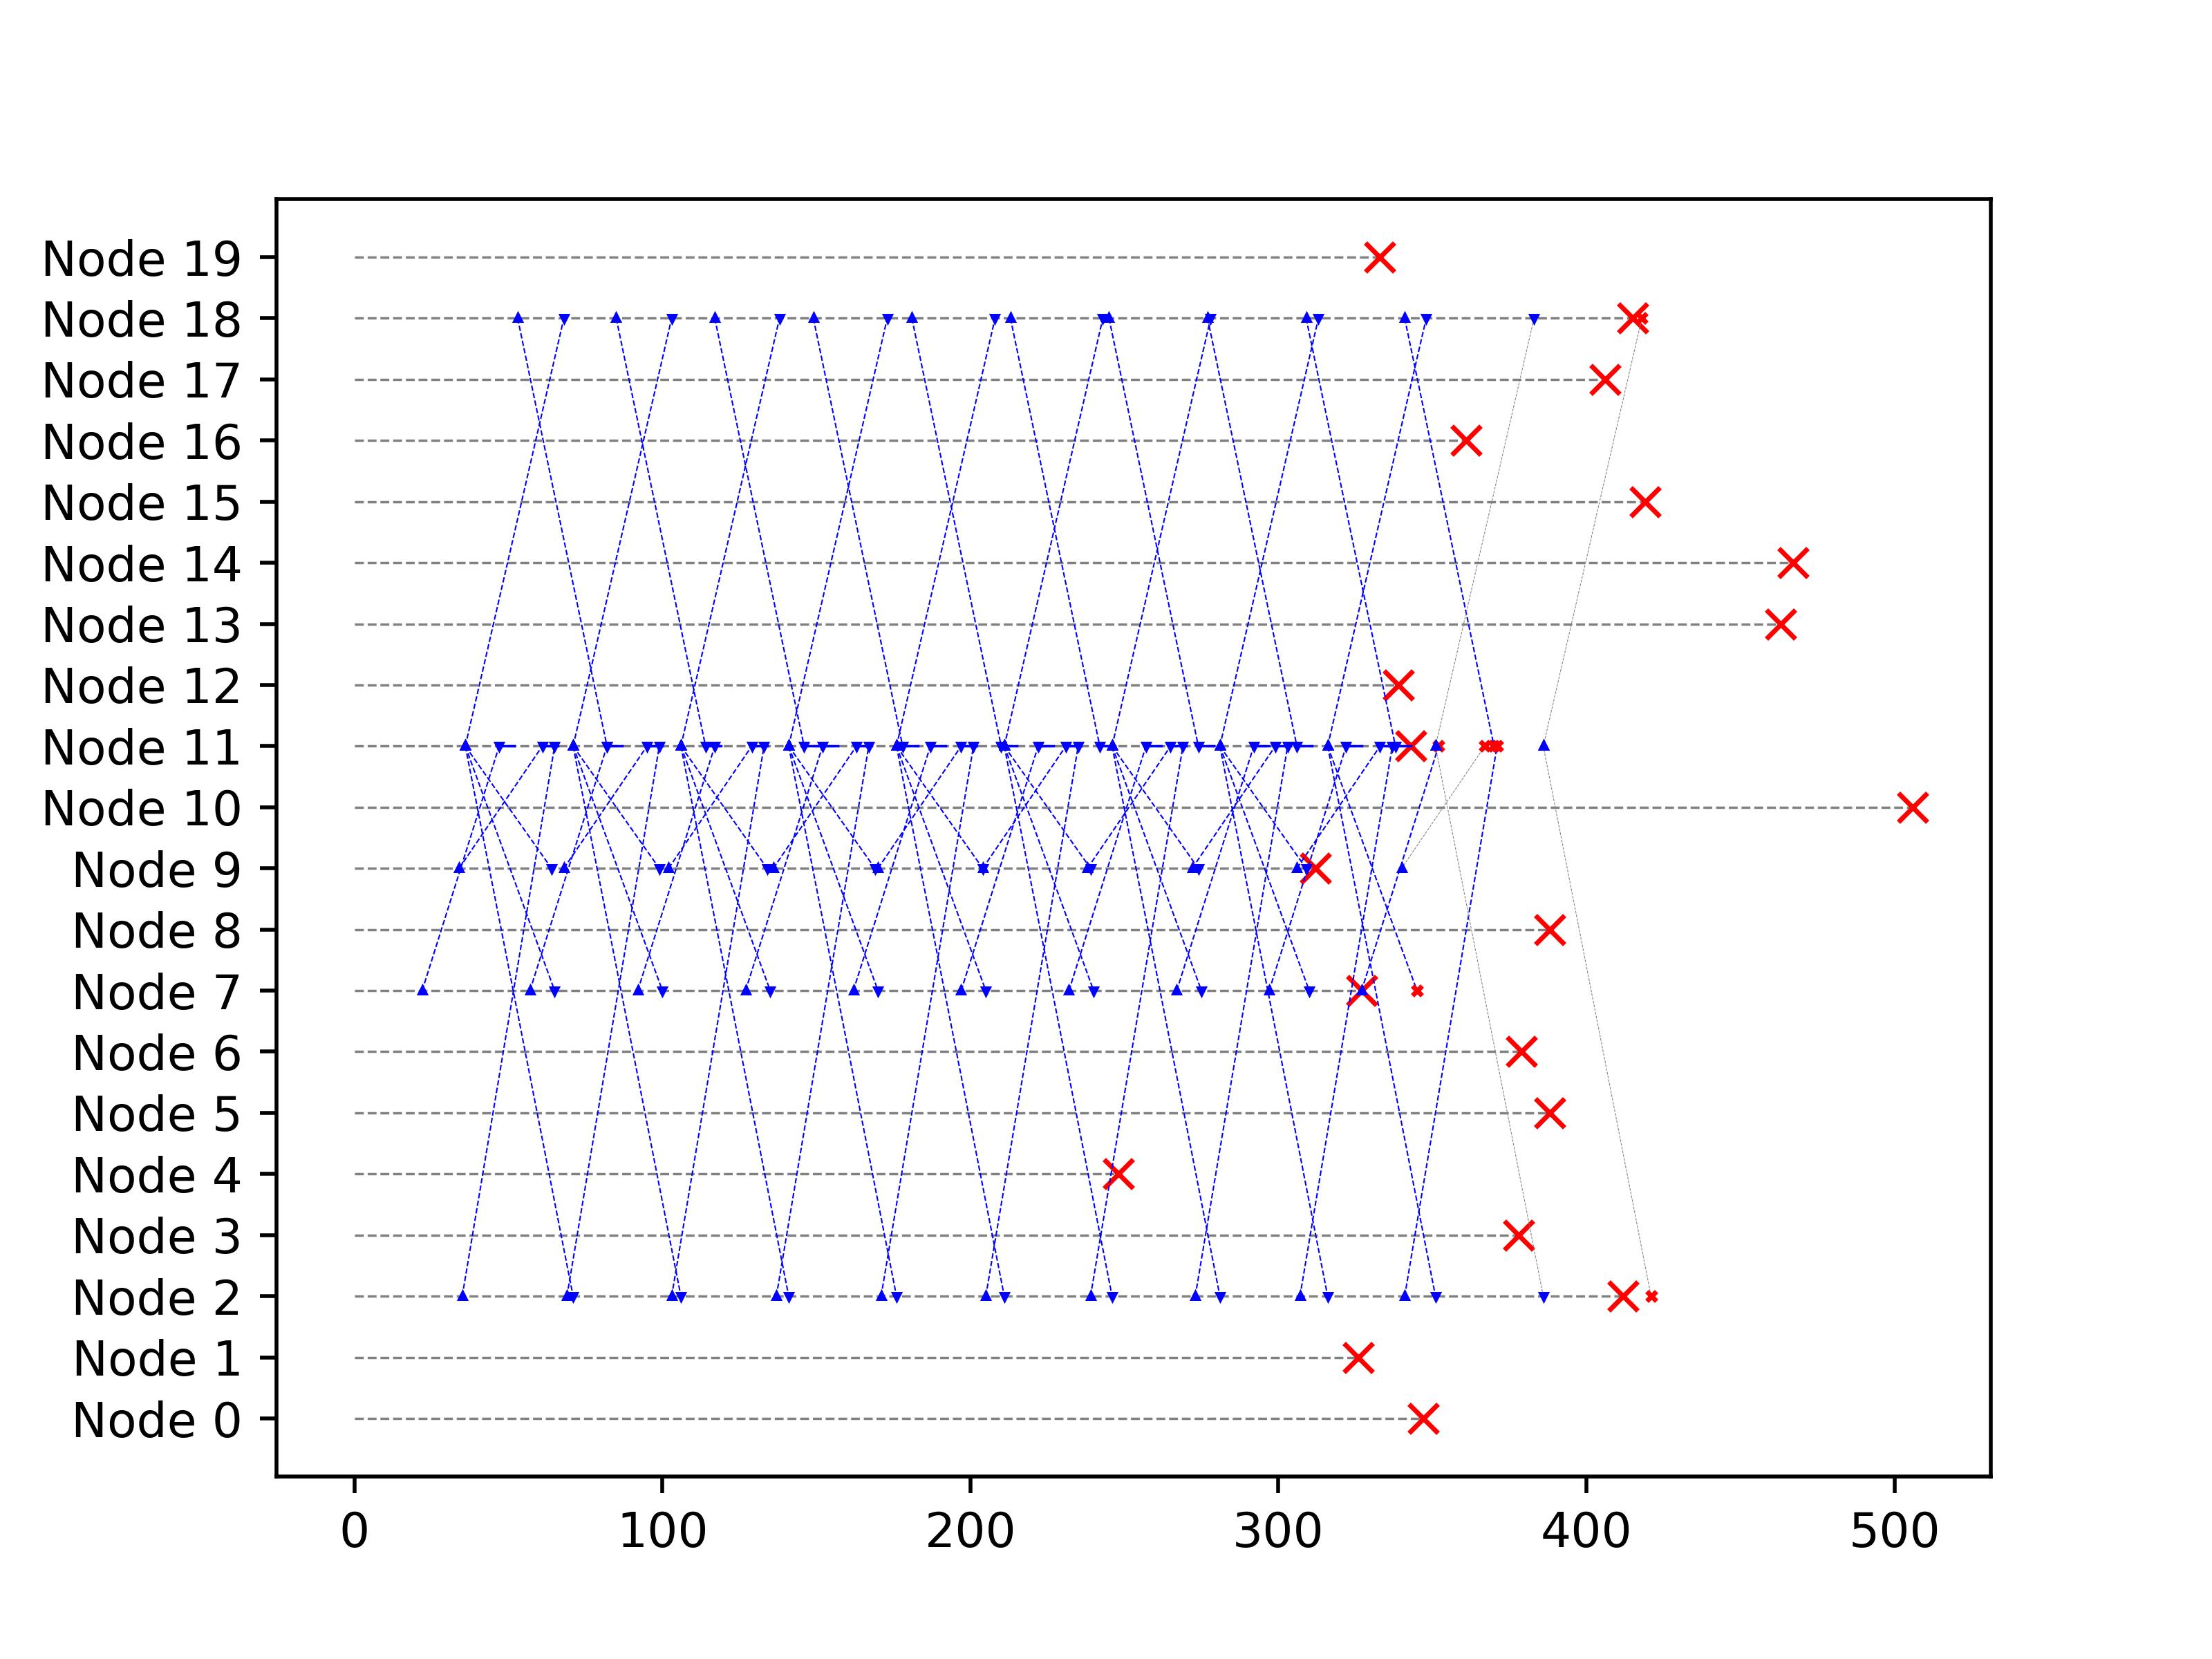 Node 19
Node 18
Node 17
Node 16
Node 15
Node 14
Node 13
Node 12
Node 11
Node 10
Node 9
Node 8
Node 7
Node 6
Node 5
Node 4
Node 3
Node 2
Node 1
Node 0
0 100 200 300 400 500